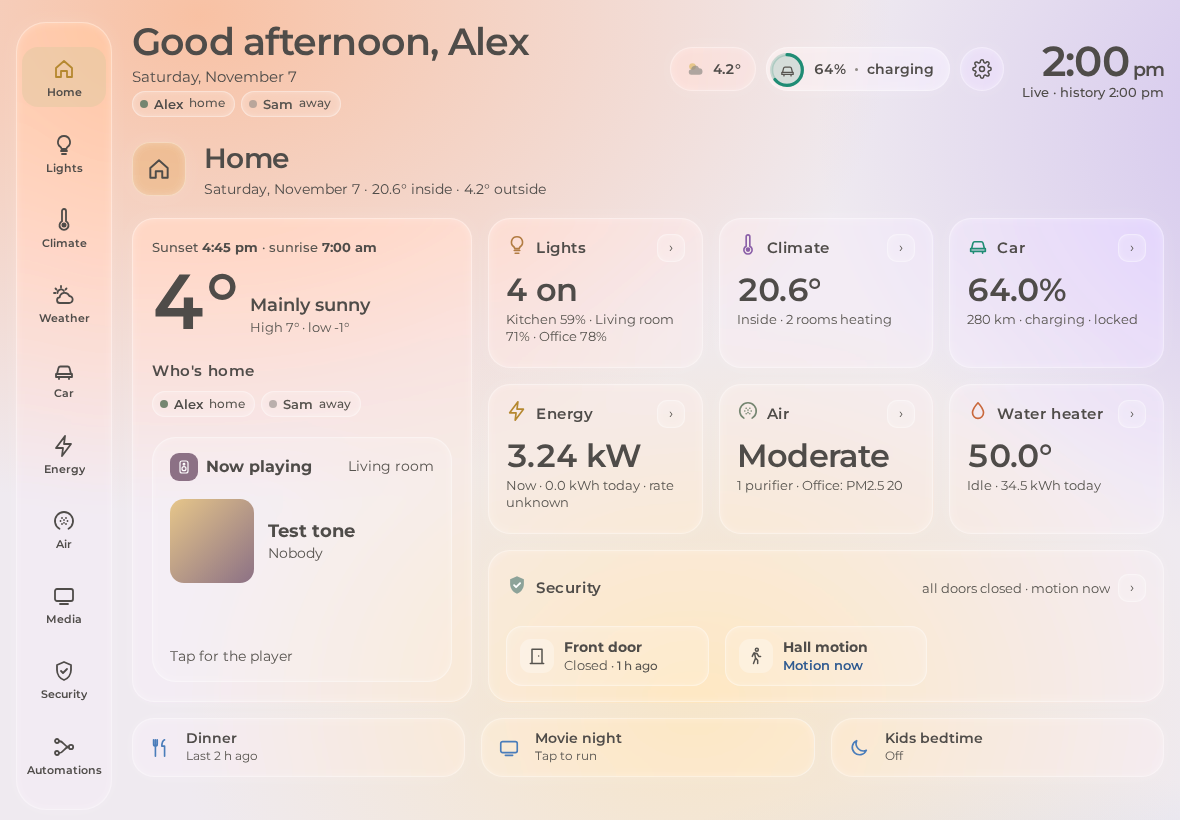 Good afternoon, Alex
Saturday, November 7
Alex home
Sam away
4.2°
64% • charging
2:00 pm
Live · history 2:00 pm
Home
Lights
Climate
Weather
Car
Energy
Air
Media
Security
Automations
Home
Saturday, November 7 · 20.6° inside · 4.2° outside
Sunset 4:45 pm · sunrise 7:00 am
4°
Mainly sunny
High 7° · low -1°
Who's home
Alex home
Sam away
Now playing
Living room
Test tone
Nobody
Tap for the player
Lights
4 on
Kitchen 59% · Living room
71% · Office 78%
Climate
20.6°
Inside · 2 rooms heating
Car
64.0%
280 km · charging · locked
Energy
3.24 kW
Now · 0.0 kWh today · rate
unknown
Air
Moderate
1 purifier · Office: PM2.5 20
Water heater
50.0°
Idle · 34.5 kWh today
Security
all doors closed · motion now
Front door
Closed · 1 h ago
Hall motion
Motion now
Dinner
Last 2 h ago
Movie night
Tap to run
Kids bedtime
Off